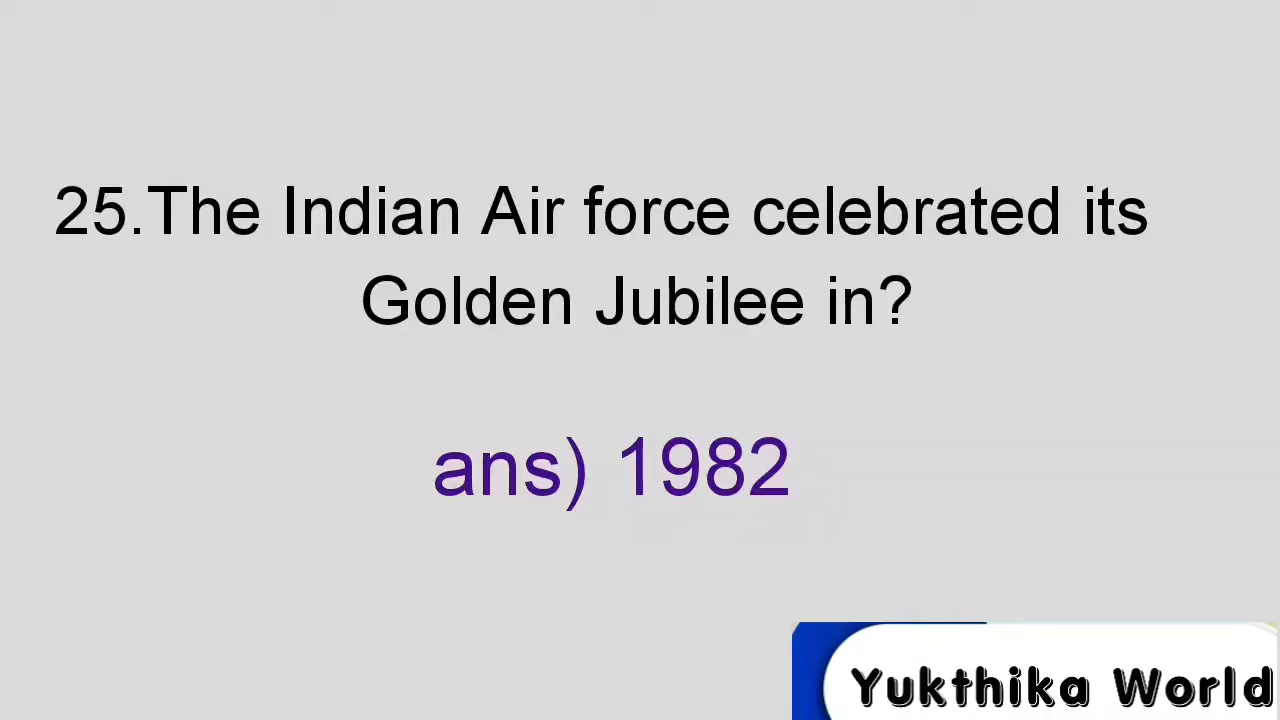 25.The Indian Air force celebrated its
Golden Jubilee in?
ans) 1982
Yukthika World